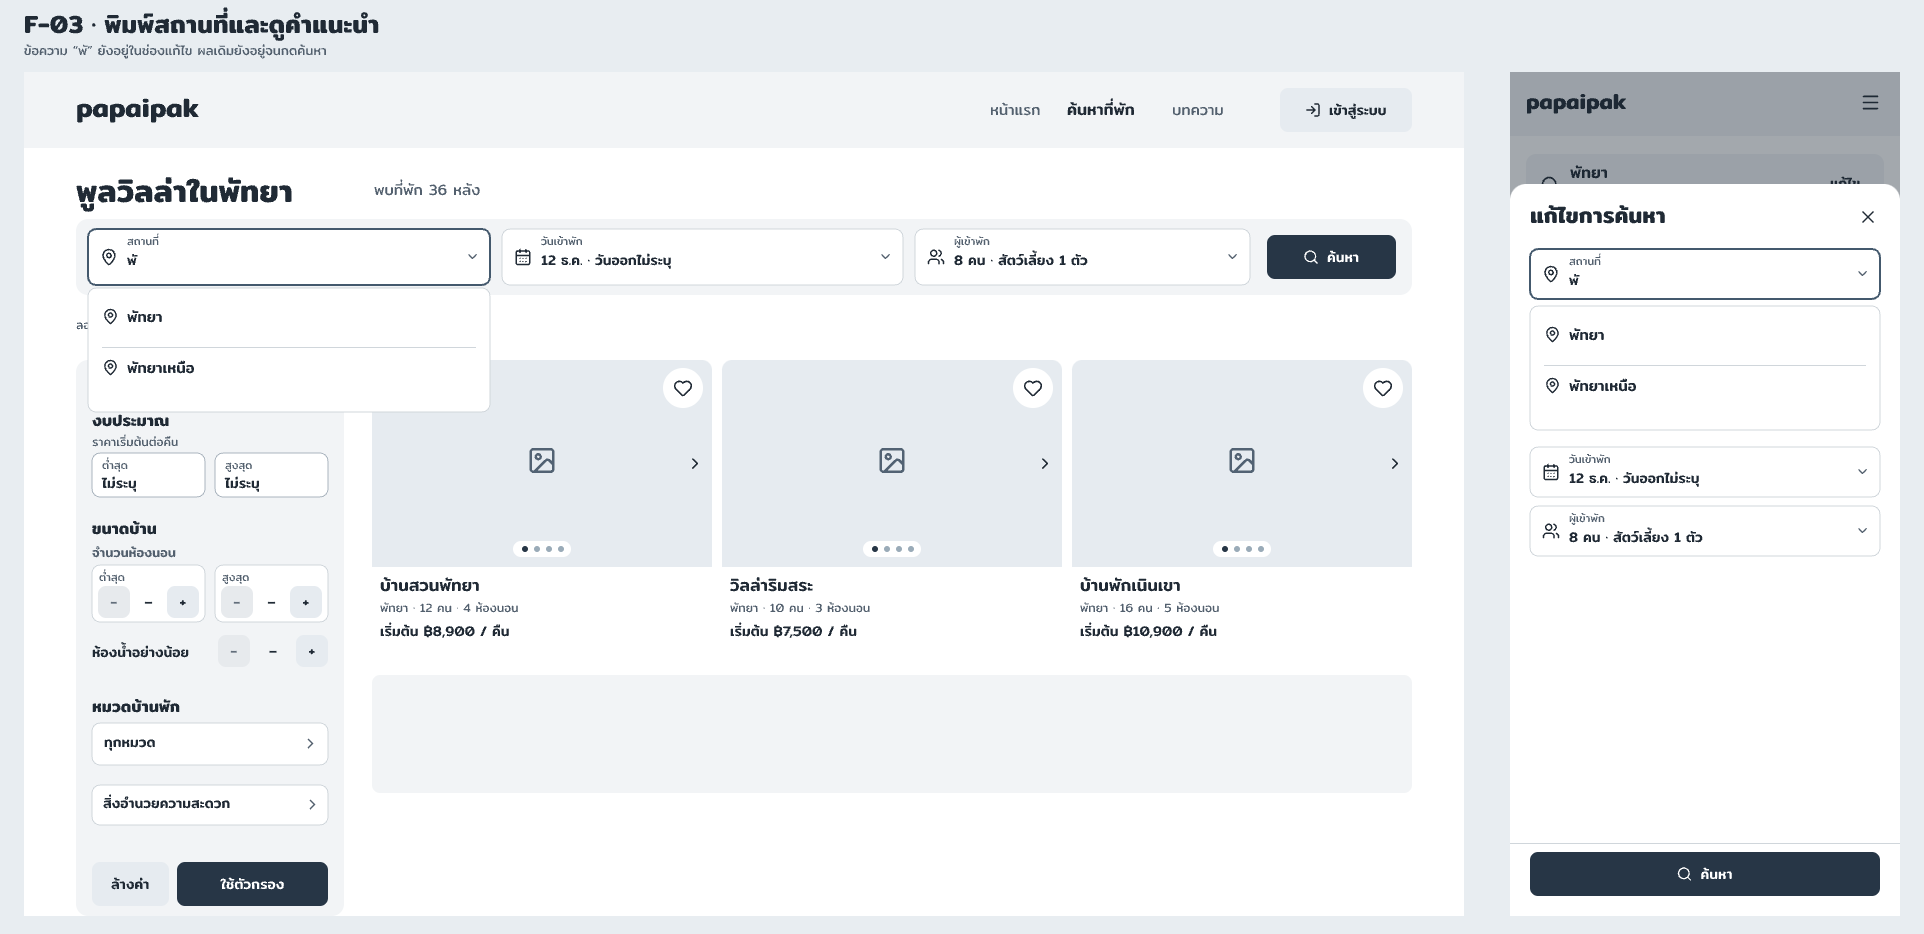 F-03 · พิมพ์สถานที่และดูคำแนะนำ
ข้อความ "พั" ยังอยู่ในช่องแก้ไข ผลเดิมยังอยู่จนกดค้นหา
papaipak
หน้าแรก
ค้นหาที่พัก
บทความ
เข้าสู่ระบบ
พูลวิลล่าในพัทยา
พบที่พัก 36 หลัง
สถานที่
พั
วันเข้าพัก
12 ธ.ค. · วันออกไม่ระบุ
ผู้เข้าพัก
8 คน · สัตว์เลี้ยง 1 ตัว
ค้นหา
พัทยา
พัทยาเหนือ
งบประมาณ
ราคาเริ่มต้นต่อคืน
ต่ำสุด
ไม่ระบุ
สูงสุด
ไม่ระบุ
ขนาดบ้าน
จำนวนห้องนอน
ต่ำสุด
− – +
สูงสุด
− – +
ห้องน้ำอย่างน้อย − – +
หมวดบ้านพัก
ทุกหมวด
สิ่งอำนวยความสะดวก
ล้างค่า
ใช้ตัวกรอง
บ้านสวนพัทยา
พัทยา · 12 คน · 4 ห้องนอน
เริ่มต้น ฿8,900 / คืน
วิลล่าริมสระ
พัทยา · 10 คน · 3 ห้องนอน
เริ่มต้น ฿7,500 / คืน
บ้านพักเนินเขา
พัทยา · 16 คน · 5 ห้องนอน
เริ่มต้น ฿10,900 / คืน
papaipak
พัทยา
แก้ไข
แก้ไขการค้นหา
สถานที่
พั
พัทยา
พัทยาเหนือ
วันเข้าพัก
12 ธ.ค. · วันออกไม่ระบุ
ผู้เข้าพัก
8 คน · สัตว์เลี้ยง 1 ตัว
ค้นหา